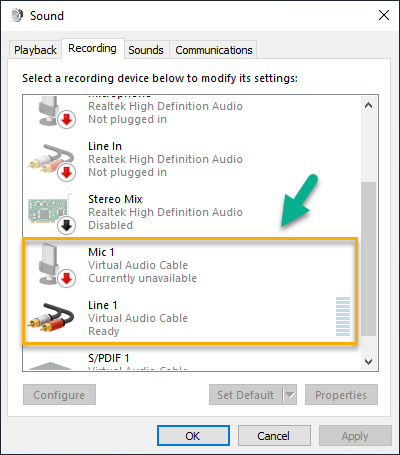 Sound
Playback Recording Sounds Communications
Select a recording device below to modify its settings:
Microphone
Realtek High Definition Audio
Not plugged in
Line In
Realtek High Definition Audio
Not plugged in
Stereo Mix
Realtek High Definition Audio
Disabled
Mic 1
Virtual Audio Cable
Currently unavailable
Line 1
Virtual Audio Cable
Ready
S/PDIF 1
Configure Set Default Properties
OK Cancel Apply